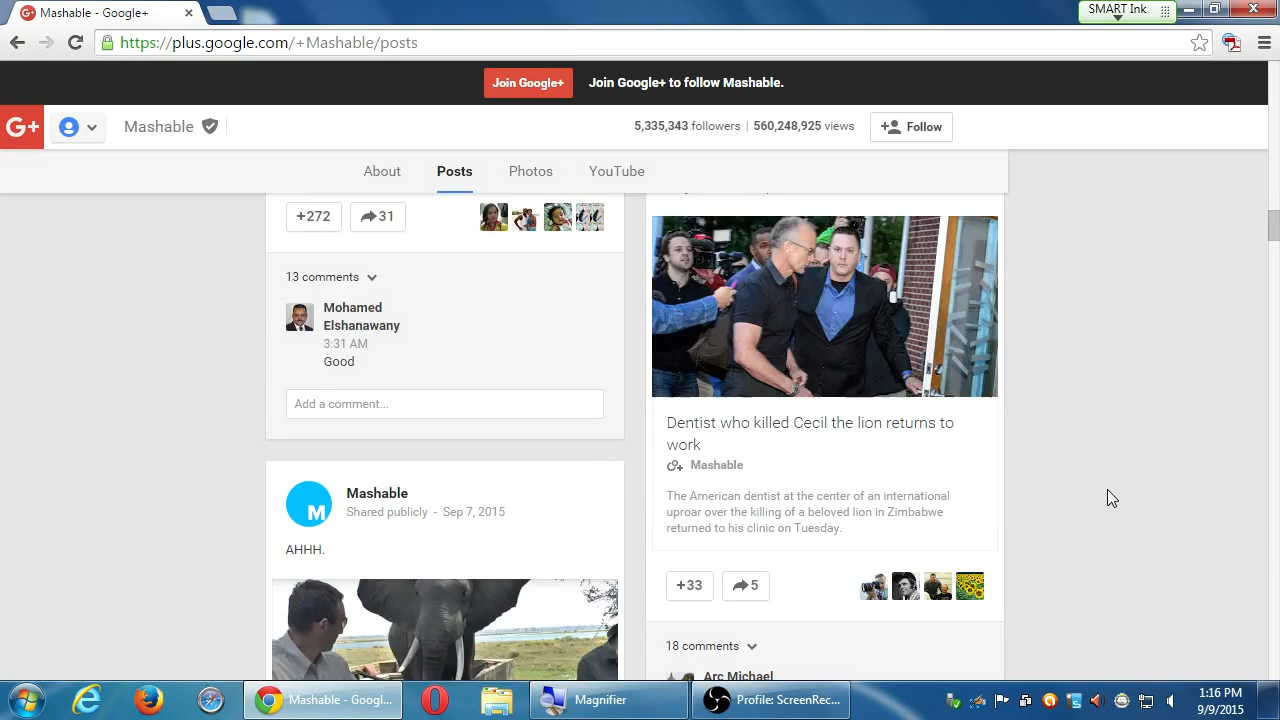 Mashable - Google+
SMART Ink
https://plus.google.com/+Mashable/posts
Join Google+
Join Google+ to follow Mashable.
G+
Mashable
5,335,343 followers | 560,248,925 views
Follow
About
Posts
Photos
YouTube
+272
31
13 comments
Mohamed
Elshanawany
3:31 AM
Good
Add a comment...
M
Mashable
Shared publicly - Sep 7, 2015
AHHH.
Dentist who killed Cecil the lion returns to
work
Mashable
The American dentist at the center of an international
uproar over the killing of a beloved lion in Zimbabwe
returned to his clinic on Tuesday.
+33
5
18 comments
Arc Michael
Mashable - Googl...
Magnifier
Profile: ScreenRec...
1:16 PM
9/9/2015